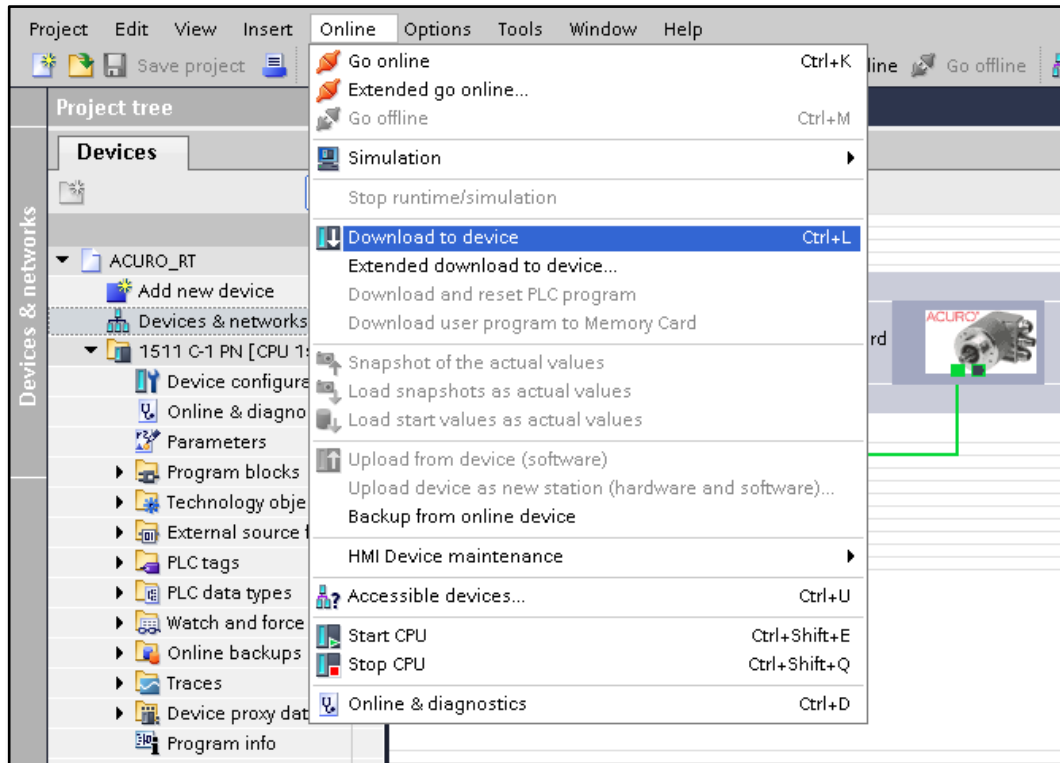 Project Edit View Insert Online Options Tools Window Help
Save project
line Go offline
Project tree
Devices
Devices & networks
ACURO_RT
Add new device
Devices & networks
1511 C-1 PN [CPU 1
Device configura
Online & diagno
Parameters
Program blocks
Technology obje
External source f
PLC tags
PLC data types
Watch and force
Online backups
Traces
Device proxy dat
Program info
Go online Ctrl+K
Extended go online...
Go offline Ctrl+M
Simulation
Stop runtime/simulation
Download to device Ctrl+L
Extended download to device...
Download and reset PLC program
Download user program to Memory Card
Snapshot of the actual values
Load snapshots as actual values
Load start values as actual values
Upload from device (software)
Upload device as new station (hardware and software)...
Backup from online device
HMI Device maintenance
Accessible devices... Ctrl+U
Start CPU Ctrl+Shift+E
Stop CPU Ctrl+Shift+Q
Online & diagnostics Ctrl+D
rd
ACURO